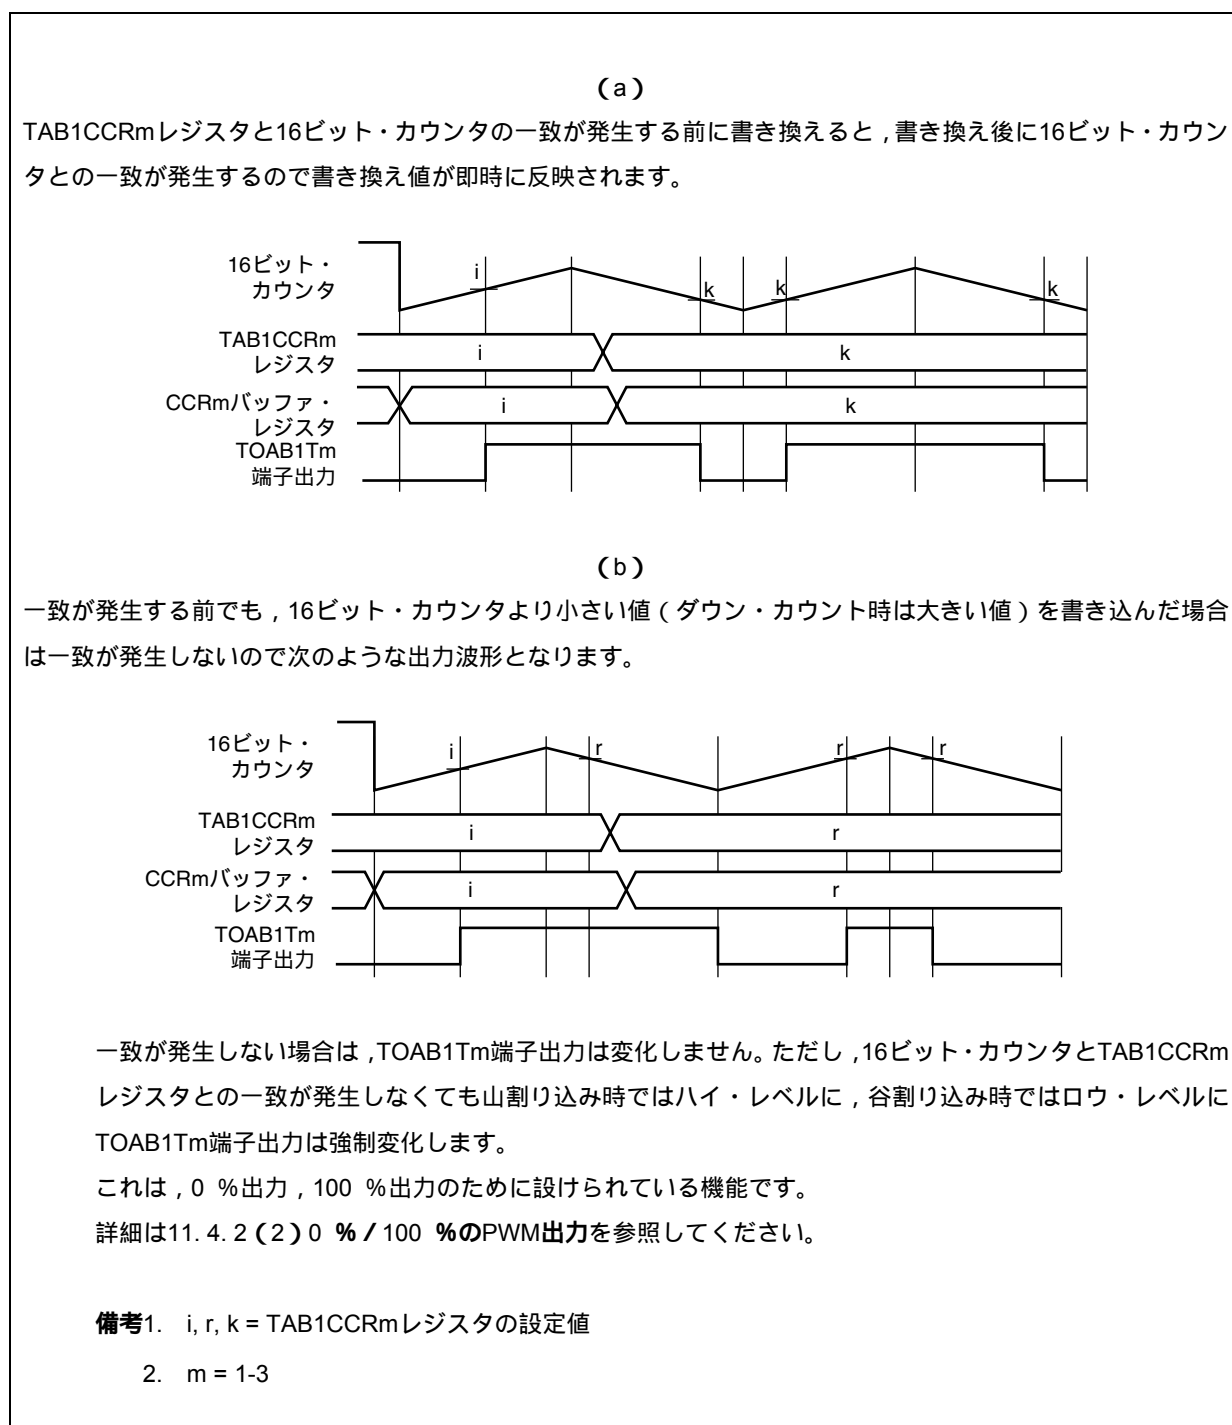 (a)
TAB1CCRmレジスタと16ビット・カウンタの一致が発生する前に書き換えると，書き換え後に16ビット・カウン
タとの一致が発生するので書き換え値が即時に反映されます。
16ビット・
カウンタ
i
k
k
k
TAB1CCRm
レジスタ
i
k
CCRmバッファ・
レジスタ
i
k
TOAB1Tm
端子出力
(b)
一致が発生する前でも，16ビット・カウンタより小さい値（ダウン・カウント時は大きい値）を書き込んだ場合
は一致が発生しないので次のような出力波形となります。
16ビット・
カウンタ
i
r
r
r
TAB1CCRm
レジスタ
i
r
CCRmバッファ・
レジスタ
i
r
TOAB1Tm
端子出力
一致が発生しない場合は，TOAB1Tm端子出力は変化しません。ただし，16ビット・カウンタとTAB1CCRm
レジスタとの一致が発生しなくても山割り込み時ではハイ・レベルに，谷割り込み時ではロウ・レベルに
TOAB1Tm端子出力は強制変化します。
これは，0 %出力，100 %出力のために設けられている機能です。
詳細は11. 4. 2（2）0 %／100 %のPWM出力を参照してください。
備考1. i, r, k = TAB1CCRmレジスタの設定値
2. m = 1-3